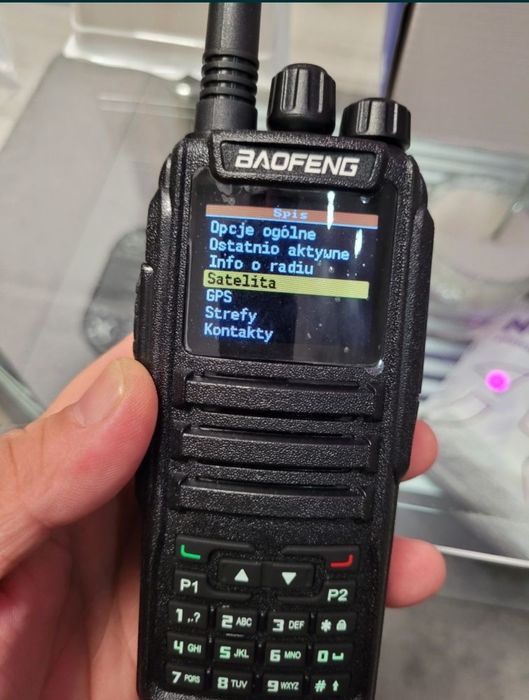 BAOFENG
Spis
Opcje ogólne
Ostatnio aktywne
Info o radiu
Satelita
GPS
Strefy
Kontakty
P1 ▲ ▼ P2
1.,? 2 ABC 3 DEF *
4 GHI 5 JKL 6 MNO 0
7 PQRS 8 TUV 9 WXYZ #